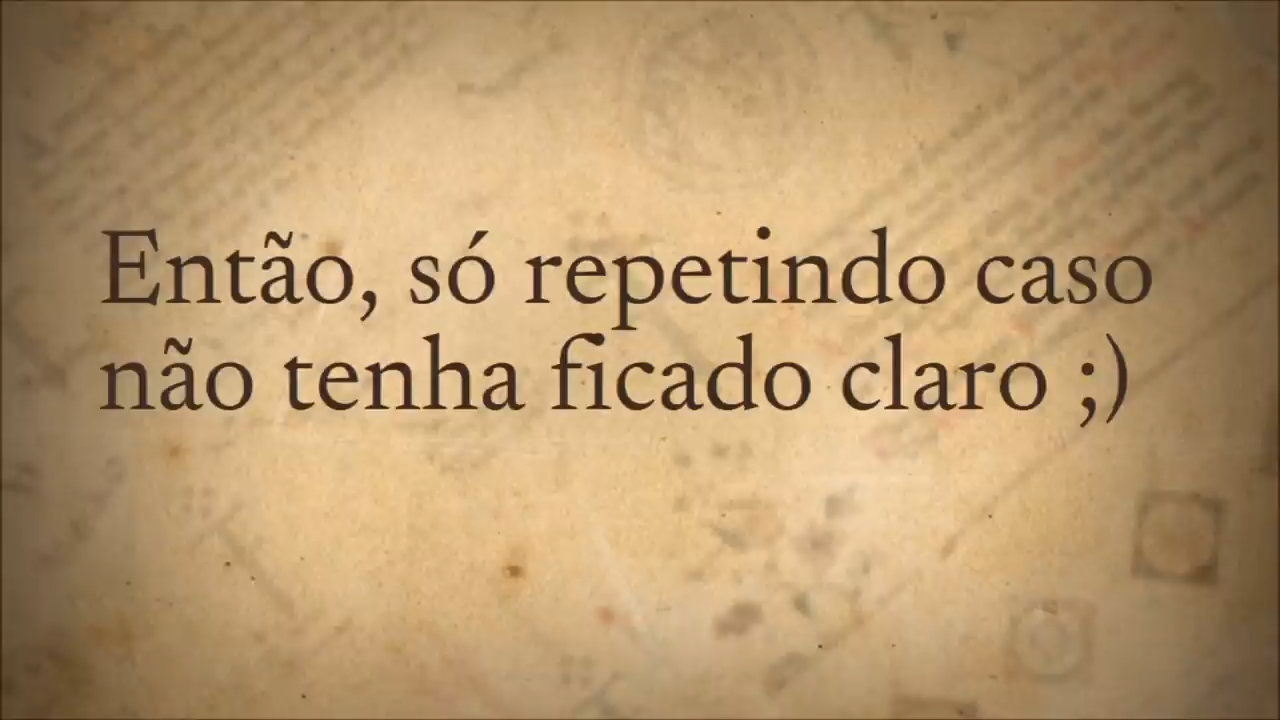 Então, só repetindo caso
não tenha ficado claro ;)